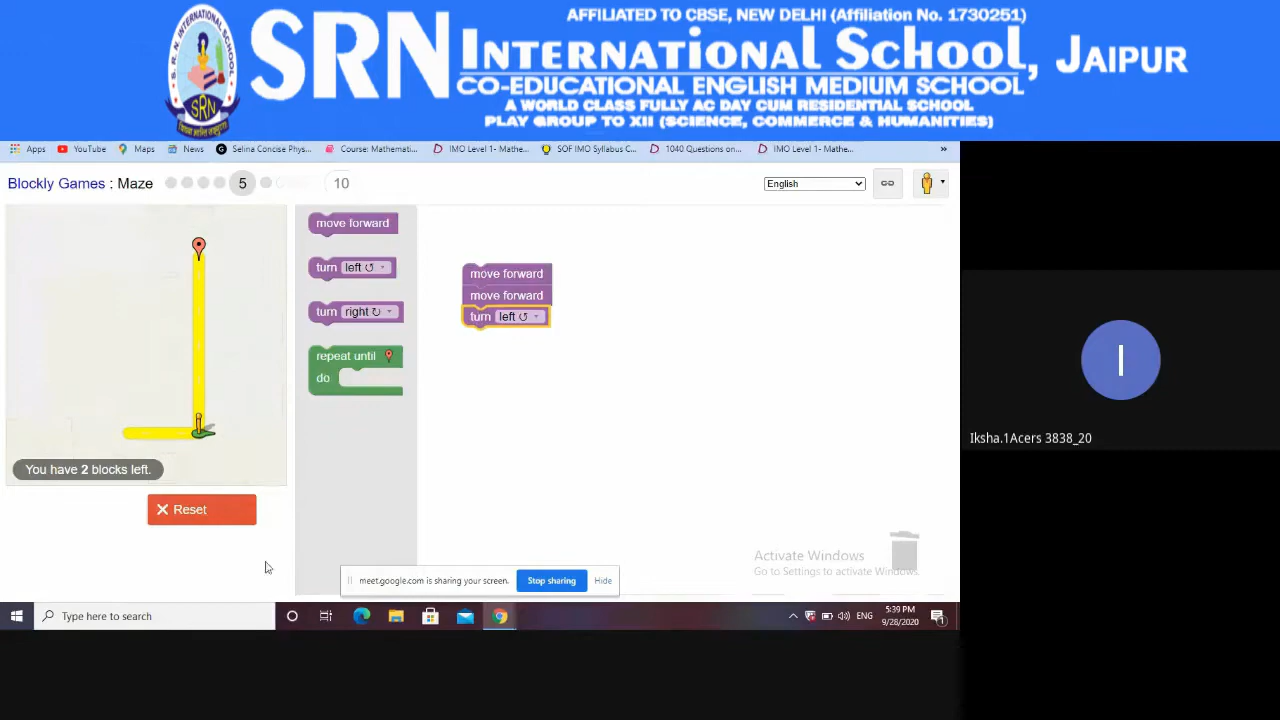 AFFILIATED TO CBSE, NEW DELHI (Affiliation No. 1730251)
SRN INTERNATIONAL SCHOOL, JAIPUR
CO-EDUCATIONAL ENGLISH MEDIUM SCHOOL
A WORLD CLASS FULLY AC DAY CUM RESIDENTIAL SCHOOL
PLAY GROUP TO XII (SCIENCE, COMMERCE & HUMANITIES)
S. R. N. INTERNATIONAL SCHOOL
SRN
Apps YouTube Maps News Selina Concise Phys... Course: Mathemati... IMO Level 1- Mathe... SOF IMO Syllabus C... 1040 Questions on... IMO Level 1- Mathe... »
Blockly Games : Maze 5 10 English
move forward
turn left ↺
turn right ↻
repeat until
do
move forward
move forward
turn left ↺
You have 2 blocks left.
Reset
I
Iksha.1Acers 3838_20
Activate Windows
Go to Settings to activate Windows.
meet.google.com is sharing your screen. Stop sharing Hide
Type here to search
ENG
5:39 PM
9/28/2020
1